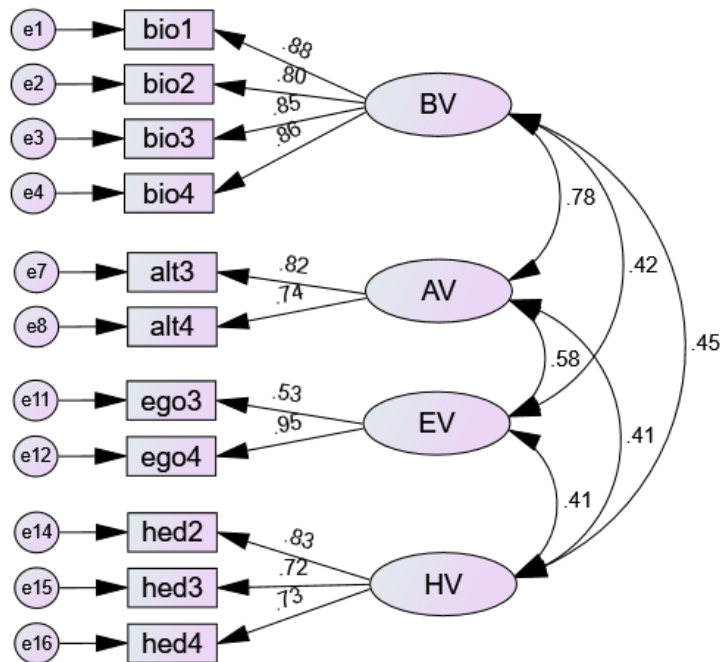 e1 bio1 .88
e2 bio2 .80 BV
e3 bio3 .85
e4 bio4 .86
.78
.42
e7 alt3 .82 AV
e8 alt4 .74
.45
.58
e11 ego3 .53 EV
e12 ego4 .95
.41
.41
e14 hed2 .83
e15 hed3 .72 HV
e16 hed4 .73